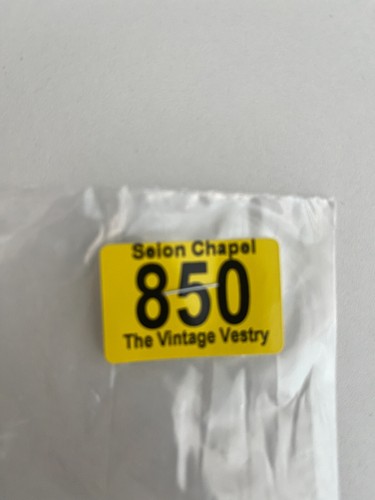 Seion Chapel
850
The Vintage Vestry